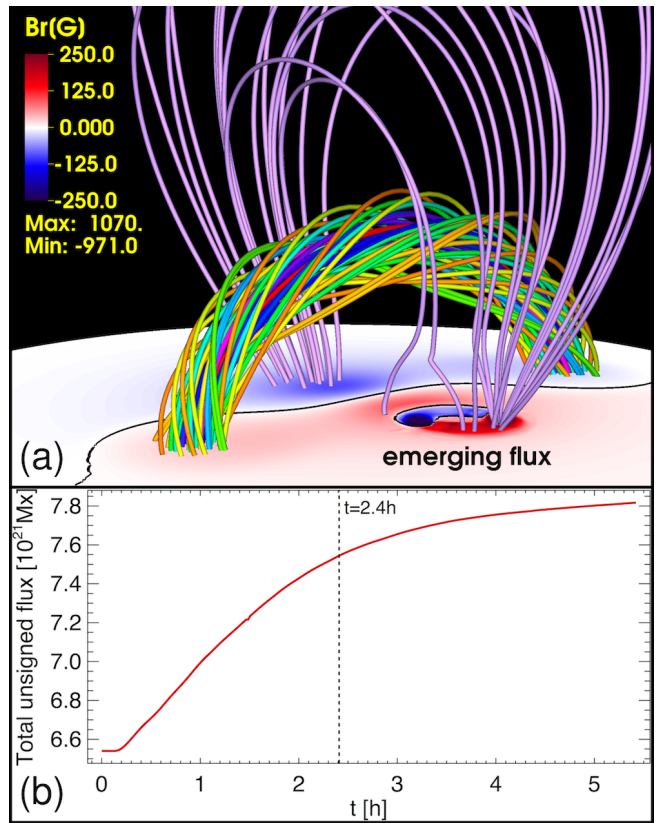 Br(G)
250.0
125.0
0.000
-125.0
-250.0
Max: 1070.
Min: -971.0
(a)
emerging flux
Total unsigned flux [10²¹Mx]
7.8
7.6
7.4
7.2
7.0
6.8
6.6
t=2.4h
(b)
0 1 2 3 4 5
t [h]